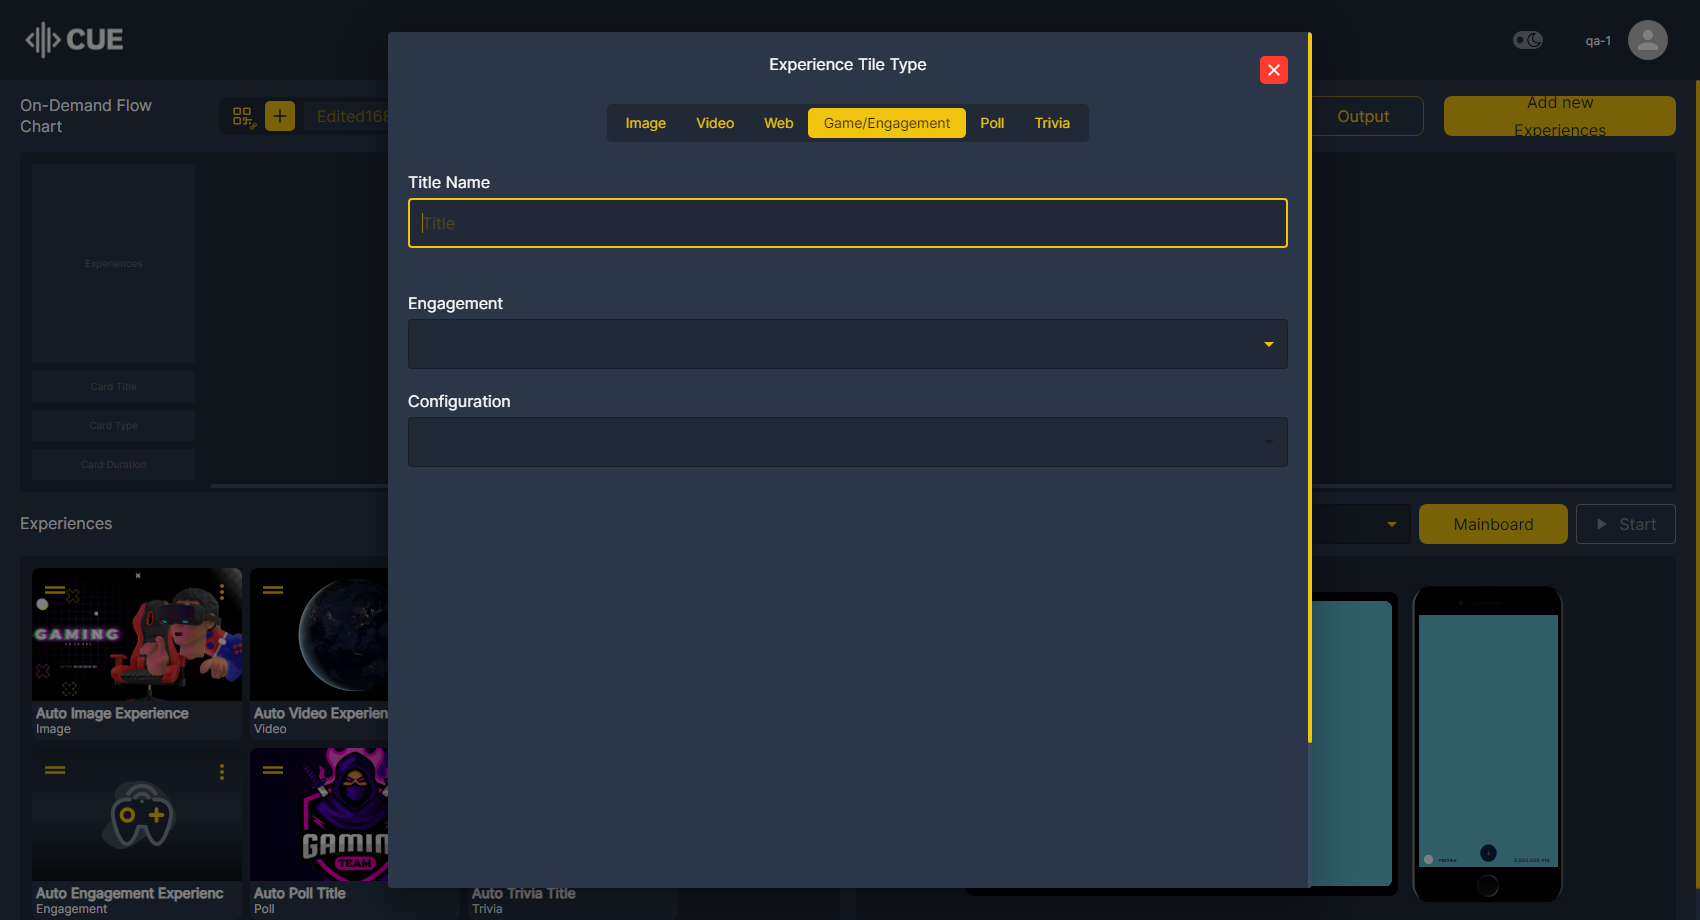 CUE
qa-1
On-Demand Flow
Chart
Edited168
Output
Add new
Experiences
Experience Tile Type
Image
Video
Web
Game/Engagement
Poll
Trivia
Title Name
Title
Engagement
Configuration
Experiences
Card Title
Card Type
Card Duration
Experiences
Mainboard
Start
GAMING
Auto Image Experience
Image
Auto Video Experien
Video
GAMIN
TEAM
Auto Engagement Experienc
Engagement
Auto Poll Title
Poll
Auto Trivia Title
Trivia
PREVIEW